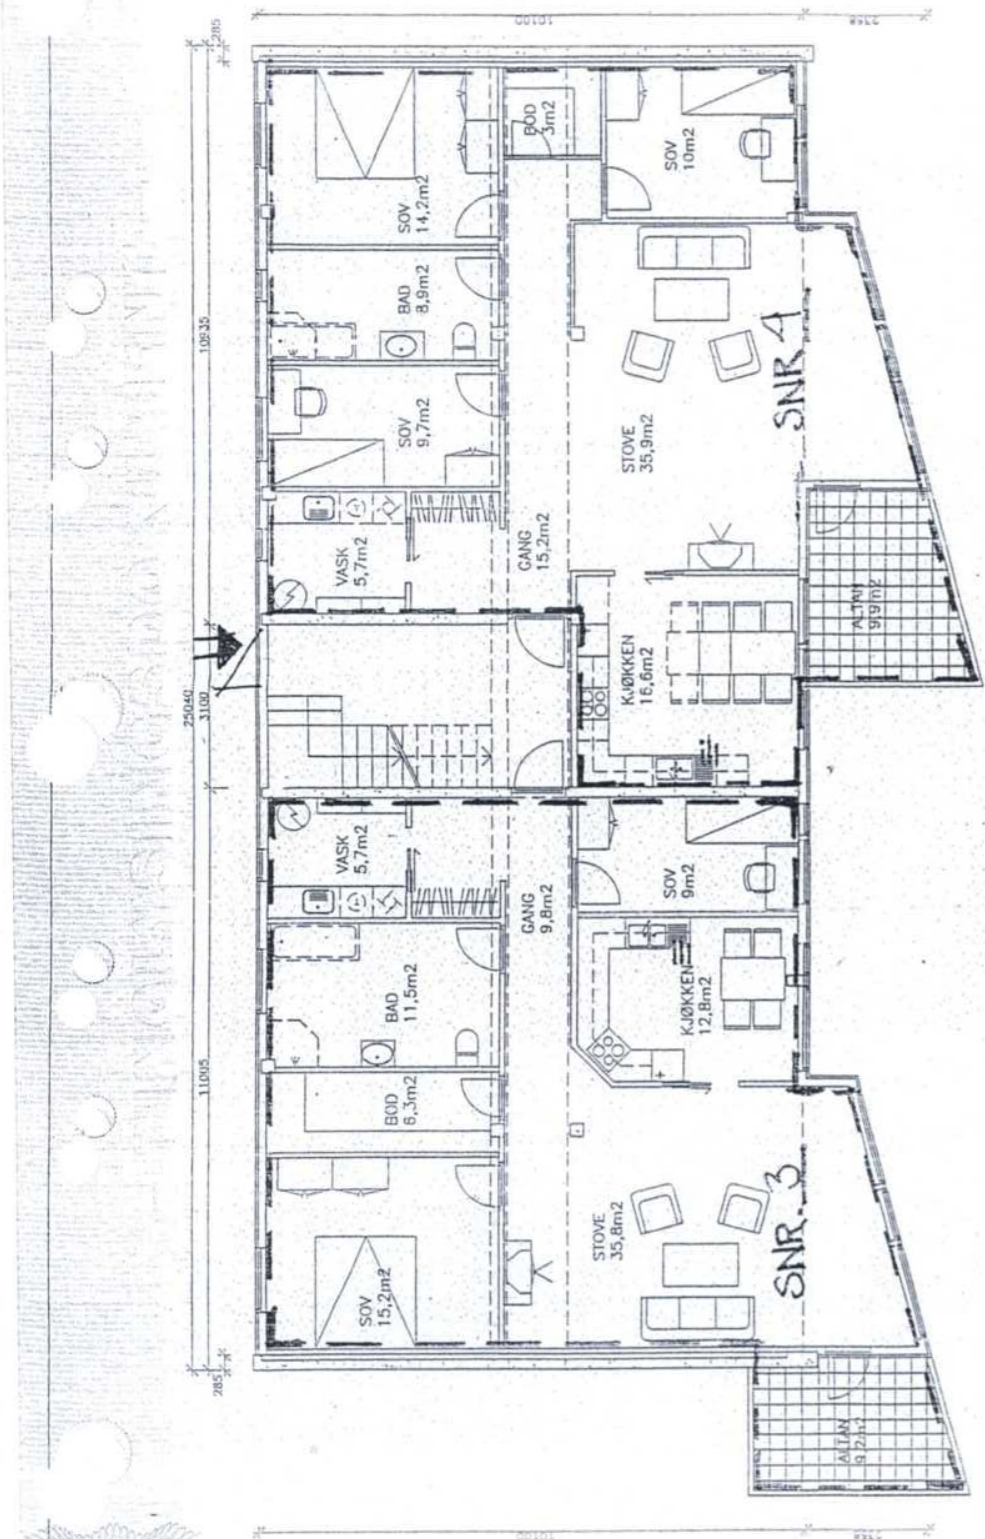 285
11005
3100
10935
285
25040
SOV
15,2m2
BOD
6,3m2
BAD
11,5m2
VASK
5,7m2
VASK
5,7m2
SOV
9,7m2
BAD
8,9m2
SOV
14,2m2
GANG
9,8m2
GANG
15,2m2
BOD
3m2
STOVE
35,8m2
KJØKKEN
12,8m2
SOV
9m2
KJØKKEN
16,6m2
STOVE
35,9m2
SOV
10m2
SNR. 3
SNR 4
ALTAN
9,2m2
ALTAN
9,9m2
10100
2368
10100